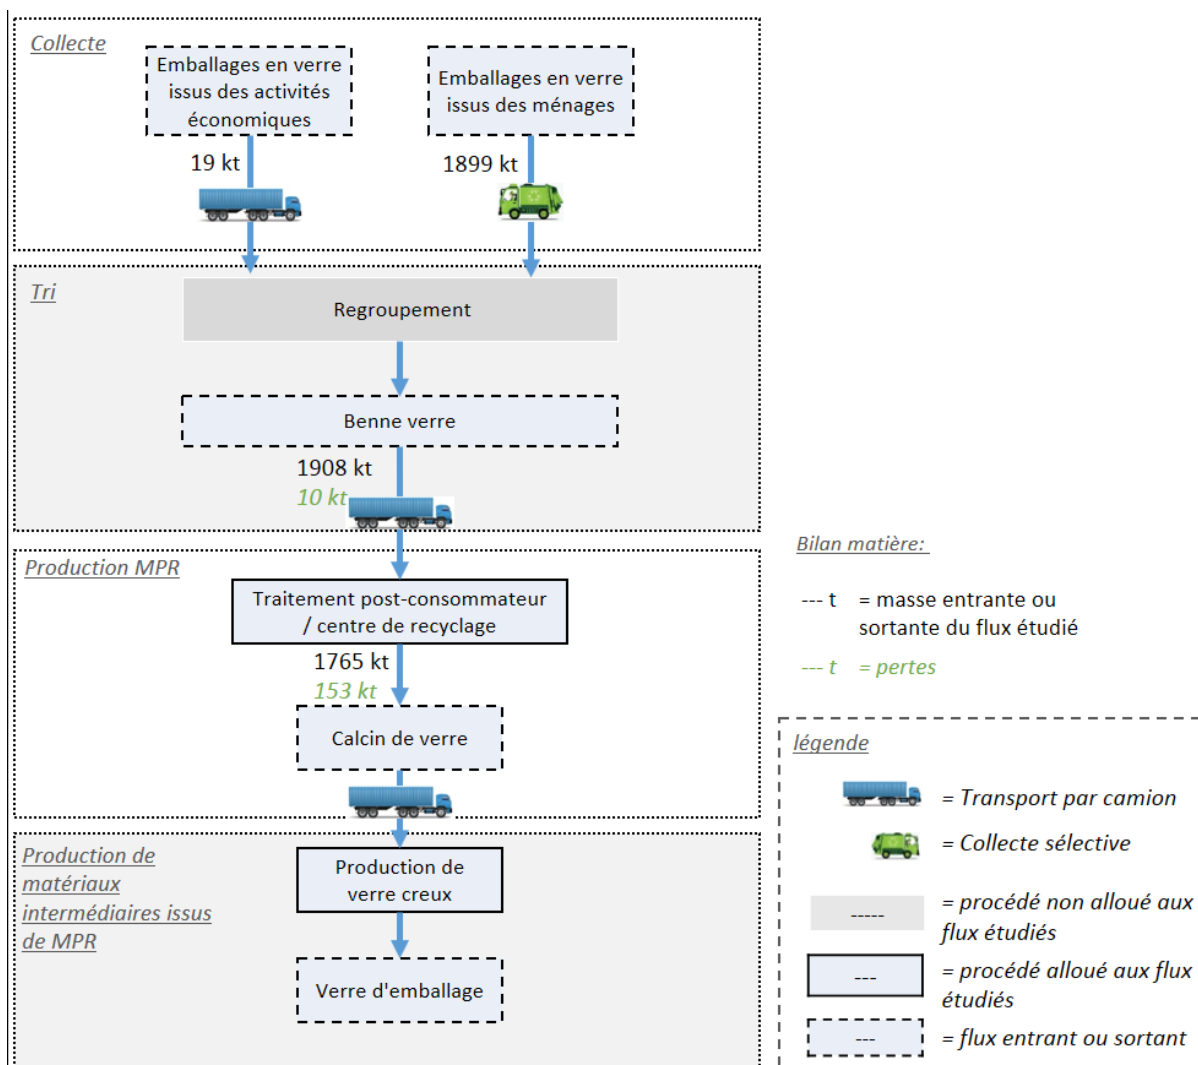 Collecte
Emballages en verre
issus des activités
économiques
Emballages en verre
issus des ménages
19 kt
1899 kt
Tri
Regroupement
Benne verre
1908 kt
10 kt
Production MPR
Traitement post-consommateur
/ centre de recyclage
1765 kt
153 kt
Calcin de verre
Production de
matériaux
intermédiaires issus
de MPR
Production de
verre creux
Verre d'emballage
Bilan matière:
--- t = masse entrante ou
sortante du flux étudié
--- t = pertes
légende
= Transport par camion
= Collecte sélective
----- = procédé non alloué aux
flux étudiés
--- = procédé alloué aux flux
étudiés
--- = flux entrant ou sortant